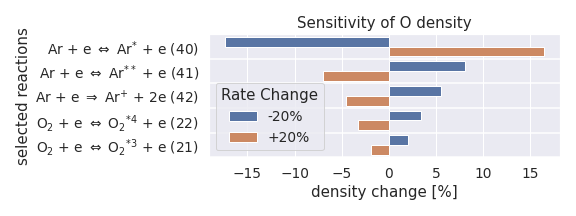 Sensitivity of O density
selected reactions
Ar + e ⇔ Ar* + e (40)
Ar + e ⇔ Ar** + e (41)
Ar + e ⇒ Ar⁺ + 2e (42)
O₂ + e ⇔ O₂*⁴ + e (22)
O₂ + e ⇔ O₂*³ + e (21)
Rate Change
-20%
+20%
−15 −10 −5 0 5 10 15
density change [%]